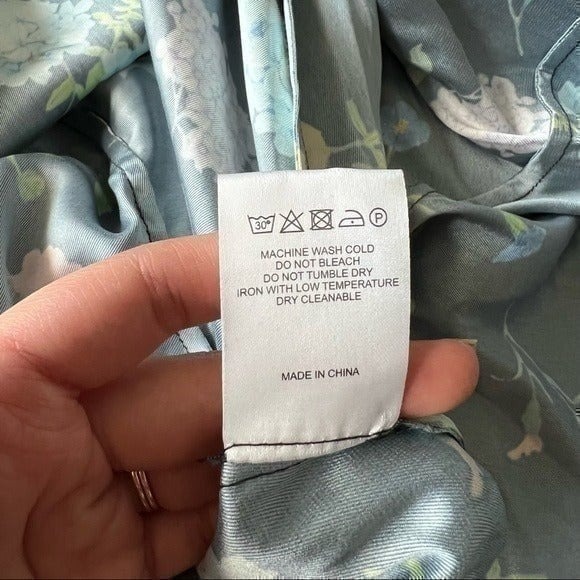 30° P
MACHINE WASH COLD
DO NOT BLEACH
DO NOT TUMBLE DRY
IRON WITH LOW TEMPERATURE
DRY CLEANABLE
MADE IN CHINA